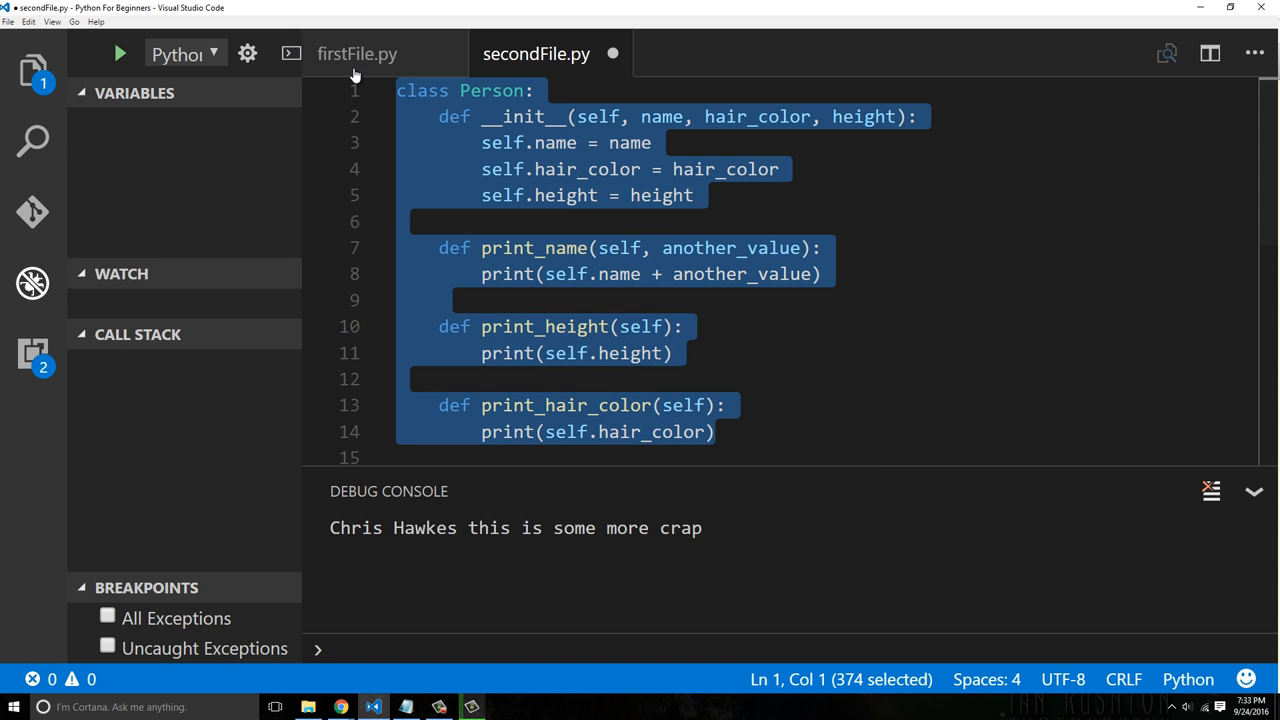 ● secondFile.py - Python For Beginners - Visual Studio Code
File Edit View Go Help
Python
firstFile.py
secondFile.py
1
VARIABLES
WATCH
CALL STACK
2
BREAKPOINTS
All Exceptions
Uncaught Exceptions
1 class Person:
2 def __init__(self, name, hair_color, height):
3 self.name = name
4 self.hair_color = hair_color
5 self.height = height
6
7 def print_name(self, another_value):
8 print(self.name + another_value)
9
10 def print_height(self):
11 print(self.height)
12
13 def print_hair_color(self):
14 print(self.hair_color)
15
DEBUG CONSOLE
Chris Hawkes this is some more crap
0 0
Ln 1, Col 1 (374 selected)
Spaces: 4
UTF-8
CRLF
Python
I'm Cortana. Ask me anything.
7:33 PM
9/24/2016